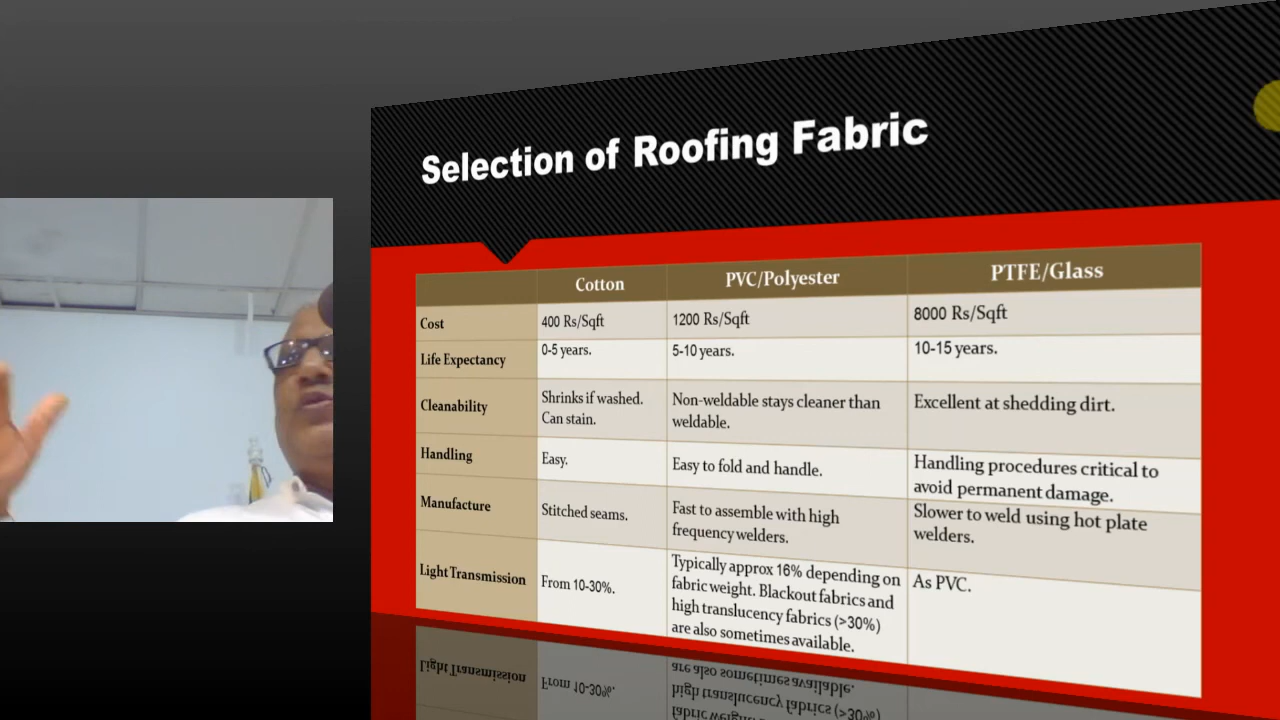 Selection of Roofing Fabric
Cotton PVC/Polyester PTFE/Glass
Cost 400 Rs/Sqft 1200 Rs/Sqft 8000 Rs/Sqft
Life Expectancy 0-5 years. 5-10 years. 10-15 years.
Cleanability
Shrinks if washed.
Can stain.
Non-weldable stays cleaner than
weldable.
Excellent at shedding dirt.
Handling
Easy.
Easy to fold and handle.
Handling procedures critical to
avoid permanent damage.
Manufacture
Stitched seams.
Fast to assemble with high
frequency welders.
Slower to weld using hot plate
welders.
Light Transmission
From 10-30%.
Typically approx 16% depending on
fabric weight. Blackout fabrics and
high translucency fabrics (>30%)
are also sometimes available.
As PVC.